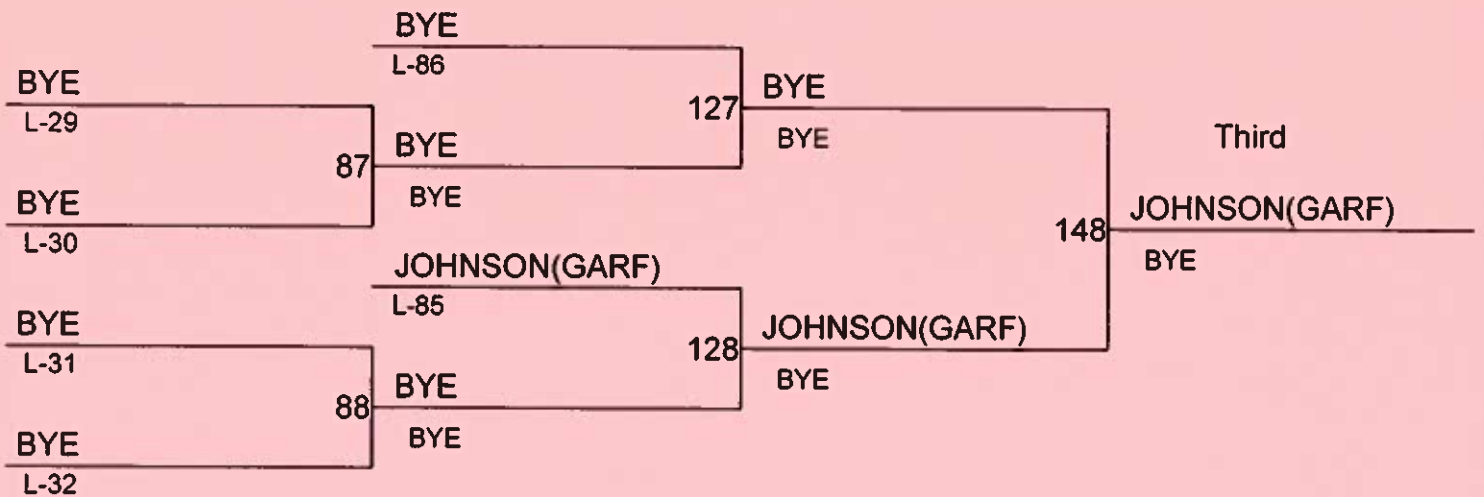 BYE
L-29
BYE
L-30
BYE
L-31
BYE
L-32
87
88
BYE
L-86
BYE
BYE
JOHNSON(GARF)
L-85
BYE
BYE
127
128
BYE
BYE
JOHNSON(GARF)
BYE
148
Third
JOHNSON(GARF)
BYE